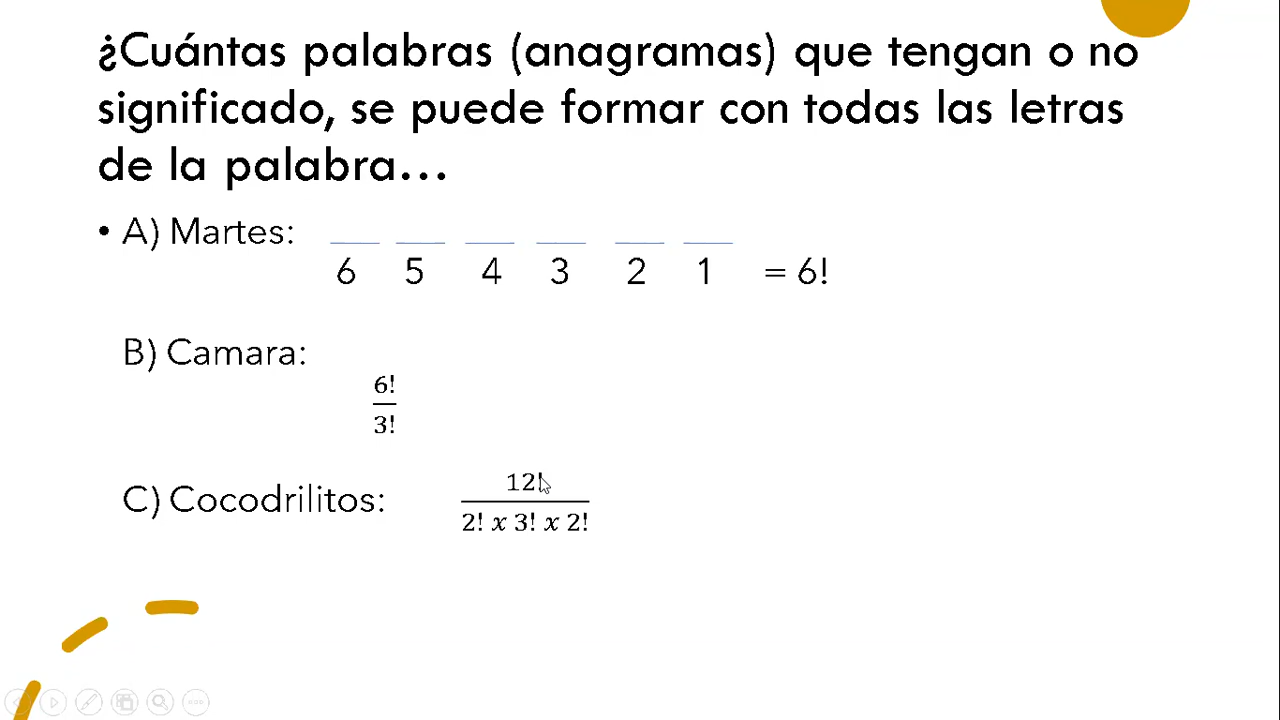 ¿Cuántas palabras (anagramas) que tengan o no
significado, se puede formar con todas las letras
de la palabra…
• A) Martes:
6 5 4 3 2 1 = 6!
B) Camara:
6!
3!
C) Cocodrilitos:
12!
2! x 3! x 2!